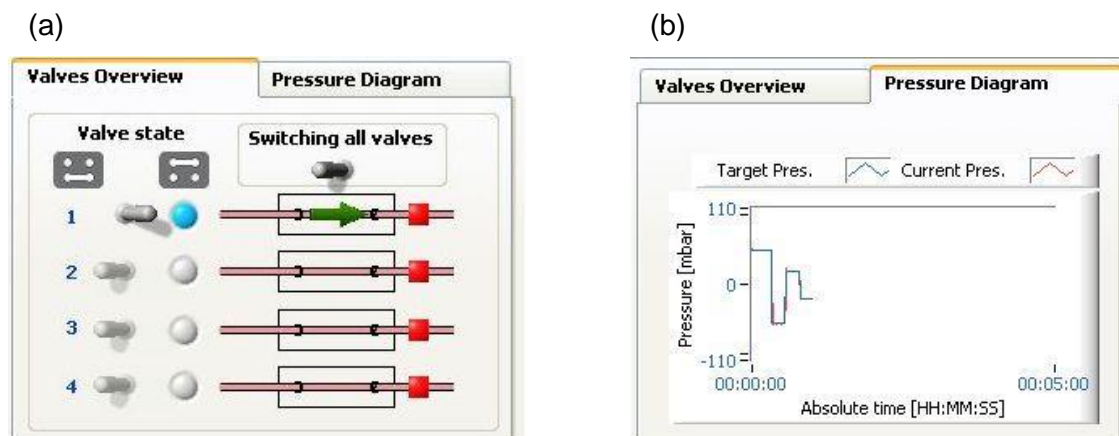 (a)
Valves Overview
Pressure Diagram
Valve state
Switching all valves
1
2
3
4
(b)
Valves Overview
Pressure Diagram
Target Pres.
Current Pres.
Pressure [mbar]
110
0
-110
00:00:00
00:05:00
Absolute time [HH:MM:SS]